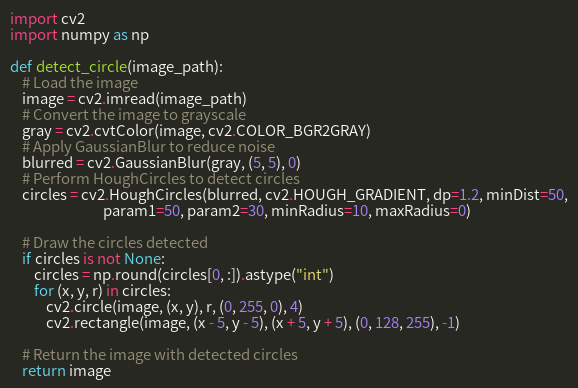 import cv2
import numpy as np

def detect_circle(image_path):
    # Load the image
    image = cv2.imread(image_path)
    # Convert the image to grayscale
    gray = cv2.cvtColor(image, cv2.COLOR_BGR2GRAY)
    # Apply GaussianBlur to reduce noise
    blurred = cv2.GaussianBlur(gray, (5, 5), 0)
    # Perform HoughCircles to detect circles
    circles = cv2.HoughCircles(blurred, cv2.HOUGH_GRADIENT, dp=1.2, minDist=50,
                               param1=50, param2=30, minRadius=10, maxRadius=0)

    # Draw the circles detected
    if circles is not None:
        circles = np.round(circles[0, :]).astype("int")
        for (x, y, r) in circles:
            cv2.circle(image, (x, y), r, (0, 255, 0), 4)
            cv2.rectangle(image, (x - 5, y - 5), (x + 5, y + 5), (0, 128, 255), -1)

    # Return the image with detected circles
    return image